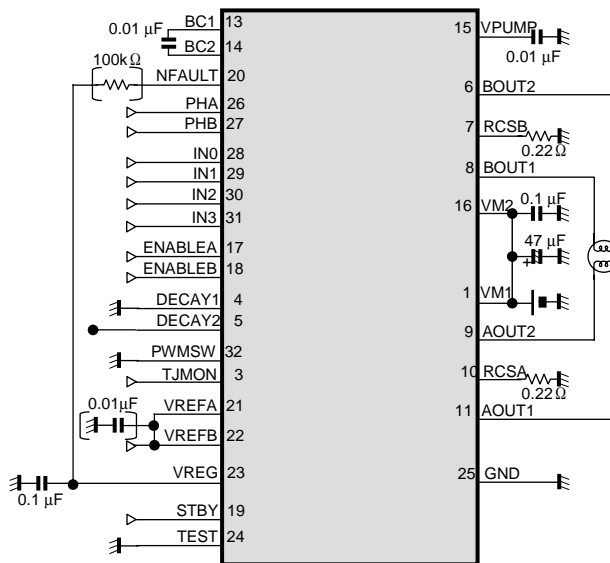 BC1 13
0.01 µF
BC2 14
100kΩ
NFAULT 20
PHA 26
PHB 27
IN0 28
IN1 29
IN2 30
IN3 31
ENABLEA 17
ENABLEB 18
DECAY1 4
DECAY2 5
PWMSW 32
TJMON 3
VREFA 21
0.01µF
VREFB 22
VREG 23
0.1 µF
STBY 19
TEST 24
15 VPUMP
0.01 µF
6 BOUT2
7 RCSB
0.22Ω
8 BOUT1
0.1 µF
16 VM2
47 µF
+
1 VM1
9 AOUT2
10 RCSA
0.22Ω
11 AOUT1
25 GND